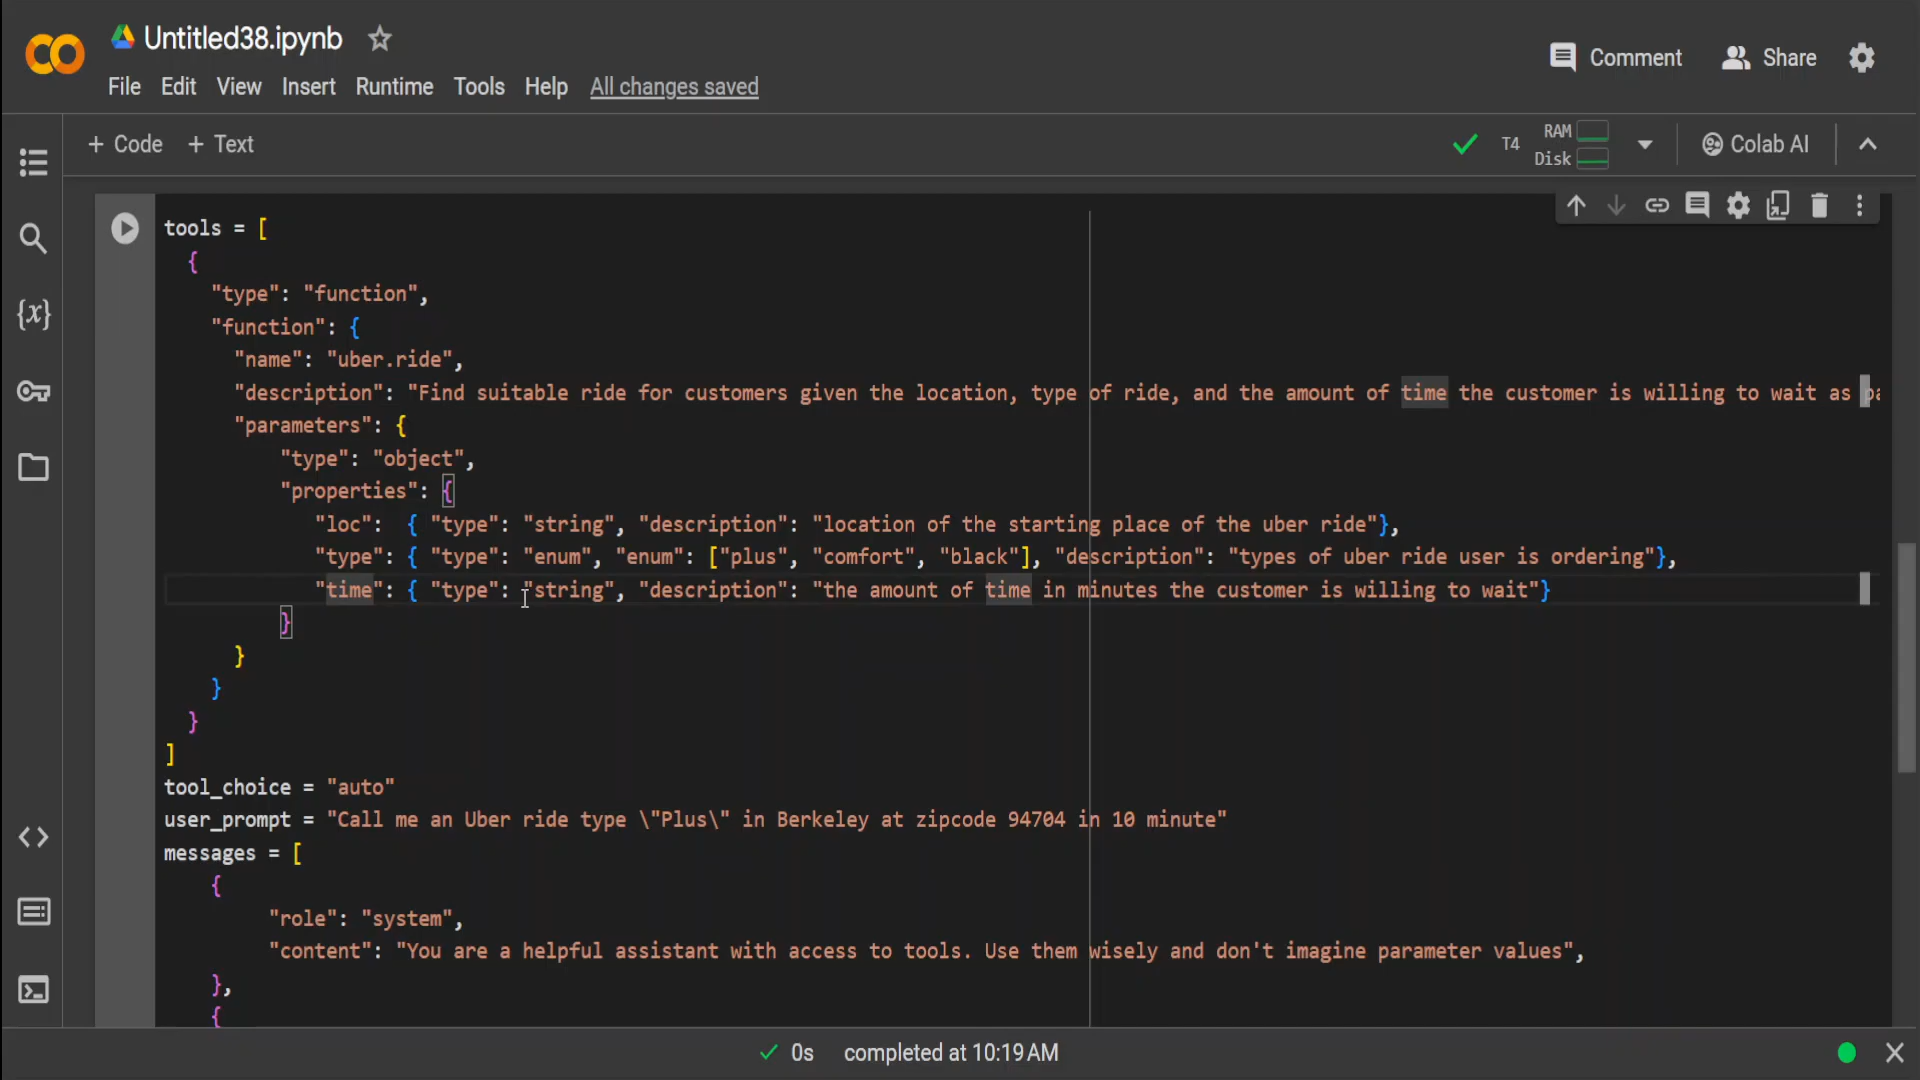 Untitled38.ipynb
Comment
Share
File Edit View Insert Runtime Tools Help All changes saved
+ Code + Text
T4
RAM
Disk
Colab AI
tools = [
{
"type": "function",
"function": {
"name": "uber.ride",
"description": "Find suitable ride for customers given the location, type of ride, and the amount of time the customer is willing to wait as pa
"parameters": {
"type": "object",
"properties": {
"loc": { "type": "string", "description": "location of the starting place of the uber ride"},
"type": { "type": "enum", "enum": ["plus", "comfort", "black"], "description": "types of uber ride user is ordering"},
"time": { "type": "string", "description": "the amount of time in minutes the customer is willing to wait"}
}
}
}
}
]
tool_choice = "auto"
user_prompt = "Call me an Uber ride type \"Plus\" in Berkeley at zipcode 94704 in 10 minute"
messages = [
{
"role": "system",
"content": "You are a helpful assistant with access to tools. Use them wisely and don't imagine parameter values",
},
{
0s completed at 10:19 AM